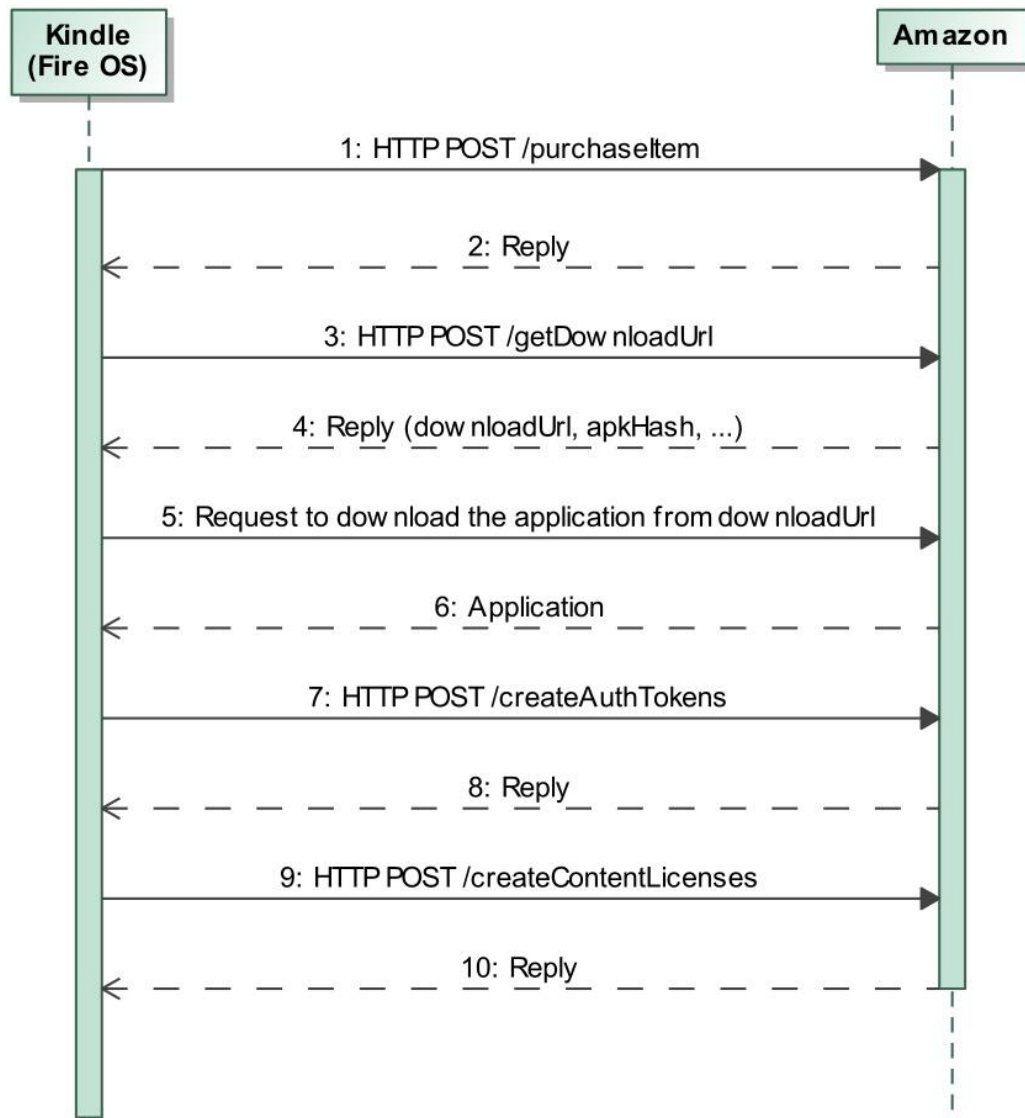 Kindle
(Fire OS)
Amazon
1: HTTP POST /purchaseItem
2: Reply
3: HTTP POST /getDownloadUrl
4: Reply (downloadUrl, apkHash, ...)
5: Request to download the application from downloadUrl
6: Application
7: HTTP POST /createAuthTokens
8: Reply
9: HTTP POST /createContentLicenses
10: Reply